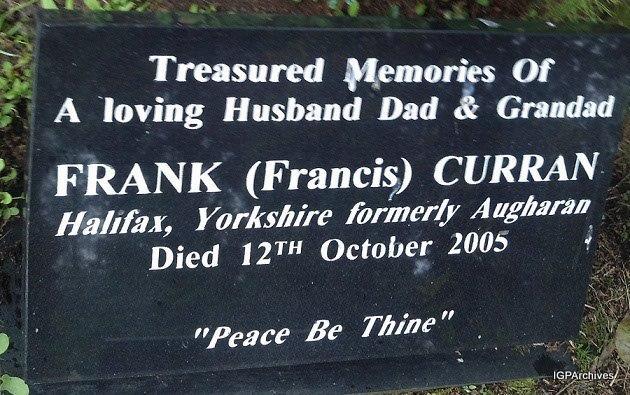 Treasured Memories Of
A loving Husband Dad & Grandad
FRANK (Francis) CURRAN
Halifax, Yorkshire formerly Augharan
Died 12TH October 2005
"Peace Be Thine"
IGPArchives